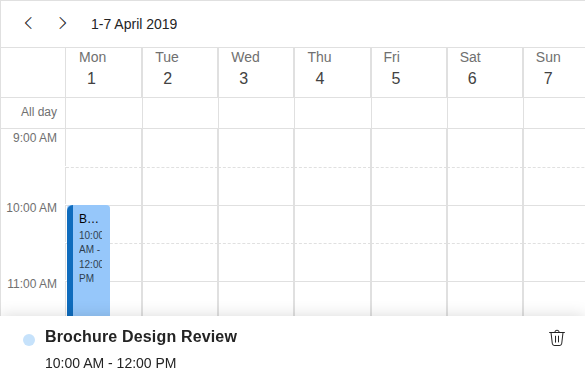 1-7 April 2019
Mon Tue Wed Thu Fri Sat Sun
1 2 3 4 5 6 7
All day
9:00 AM
10:00 AM
B...
10:00
AM -
12:00
PM
11:00 AM
Brochure Design Review
10:00 AM - 12:00 PM